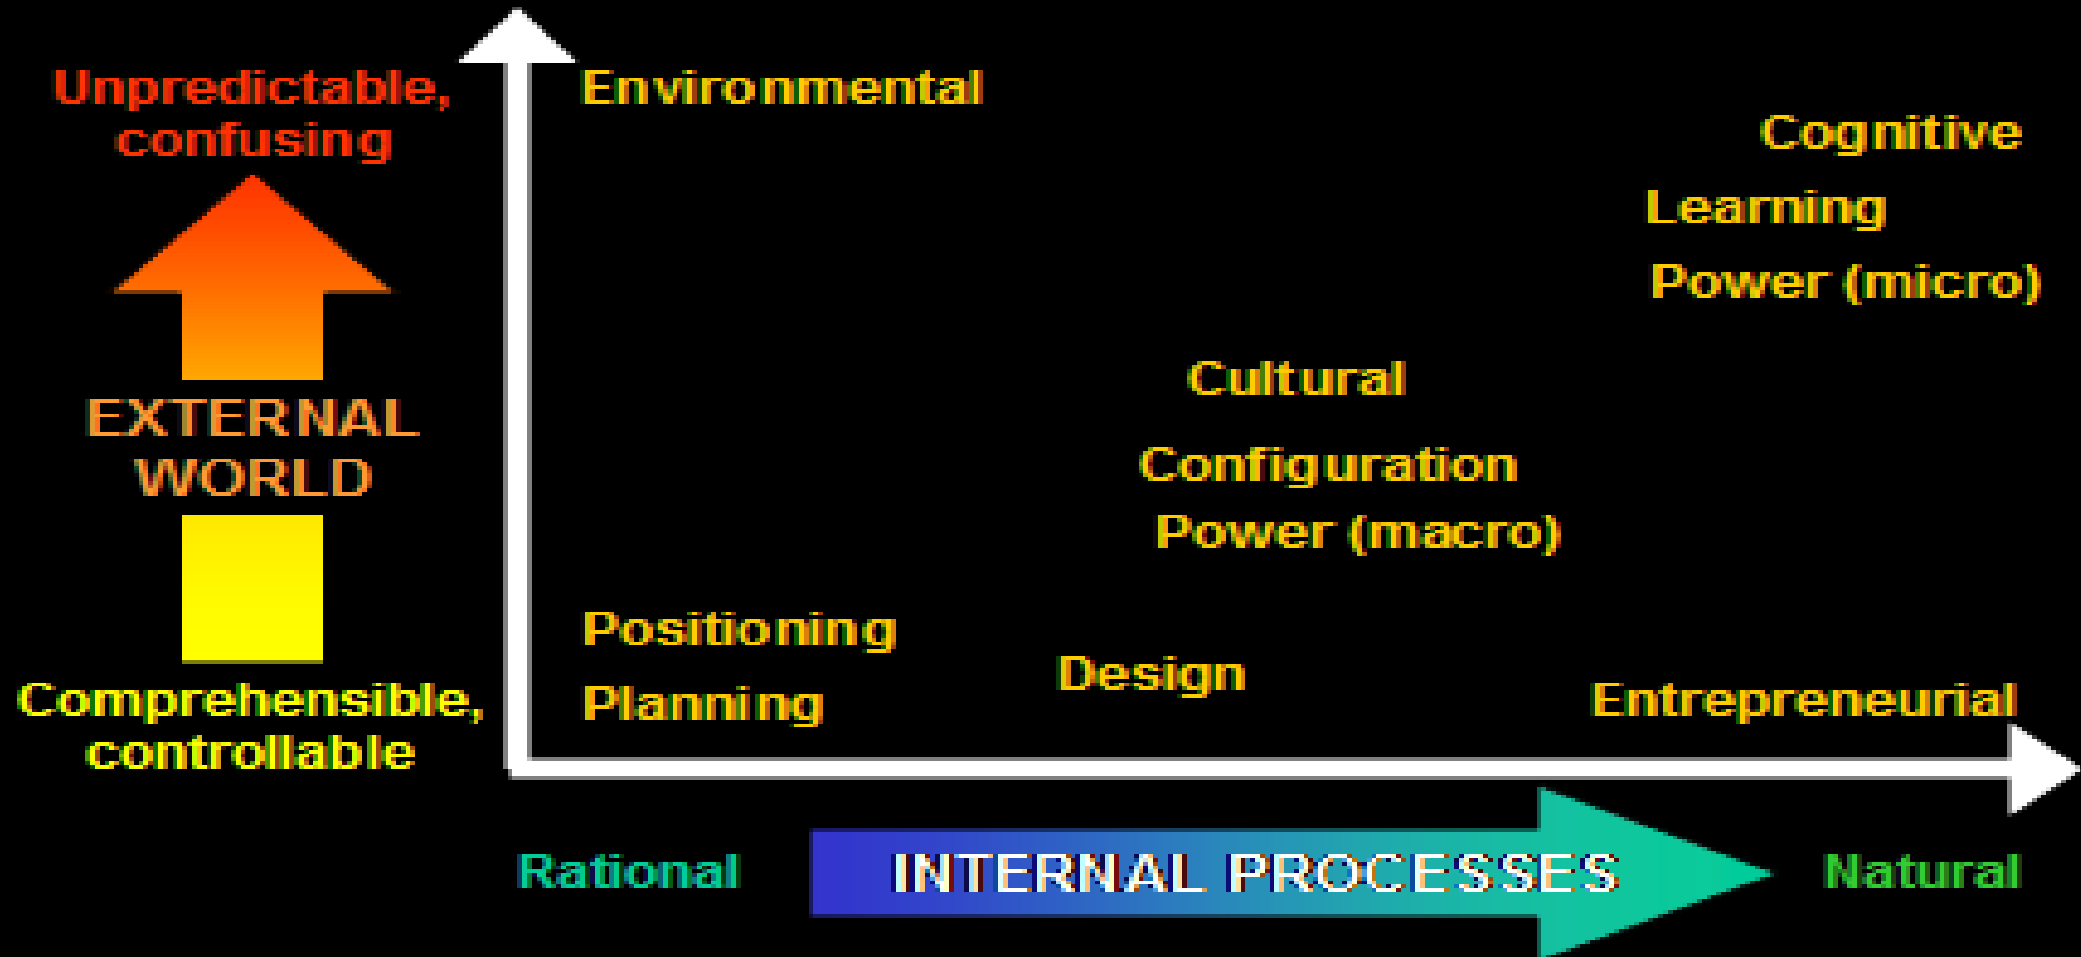 Unpredictable,
confusing
EXTERNAL
WORLD
Comprehensible,
controllable
Environmental
Cognitive
Learning
Power (micro)
Cultural
Configuration
Power (macro)
Positioning
Design
Planning
Entrepreneurial
Rational
INTERNAL PROCESSES
Natural